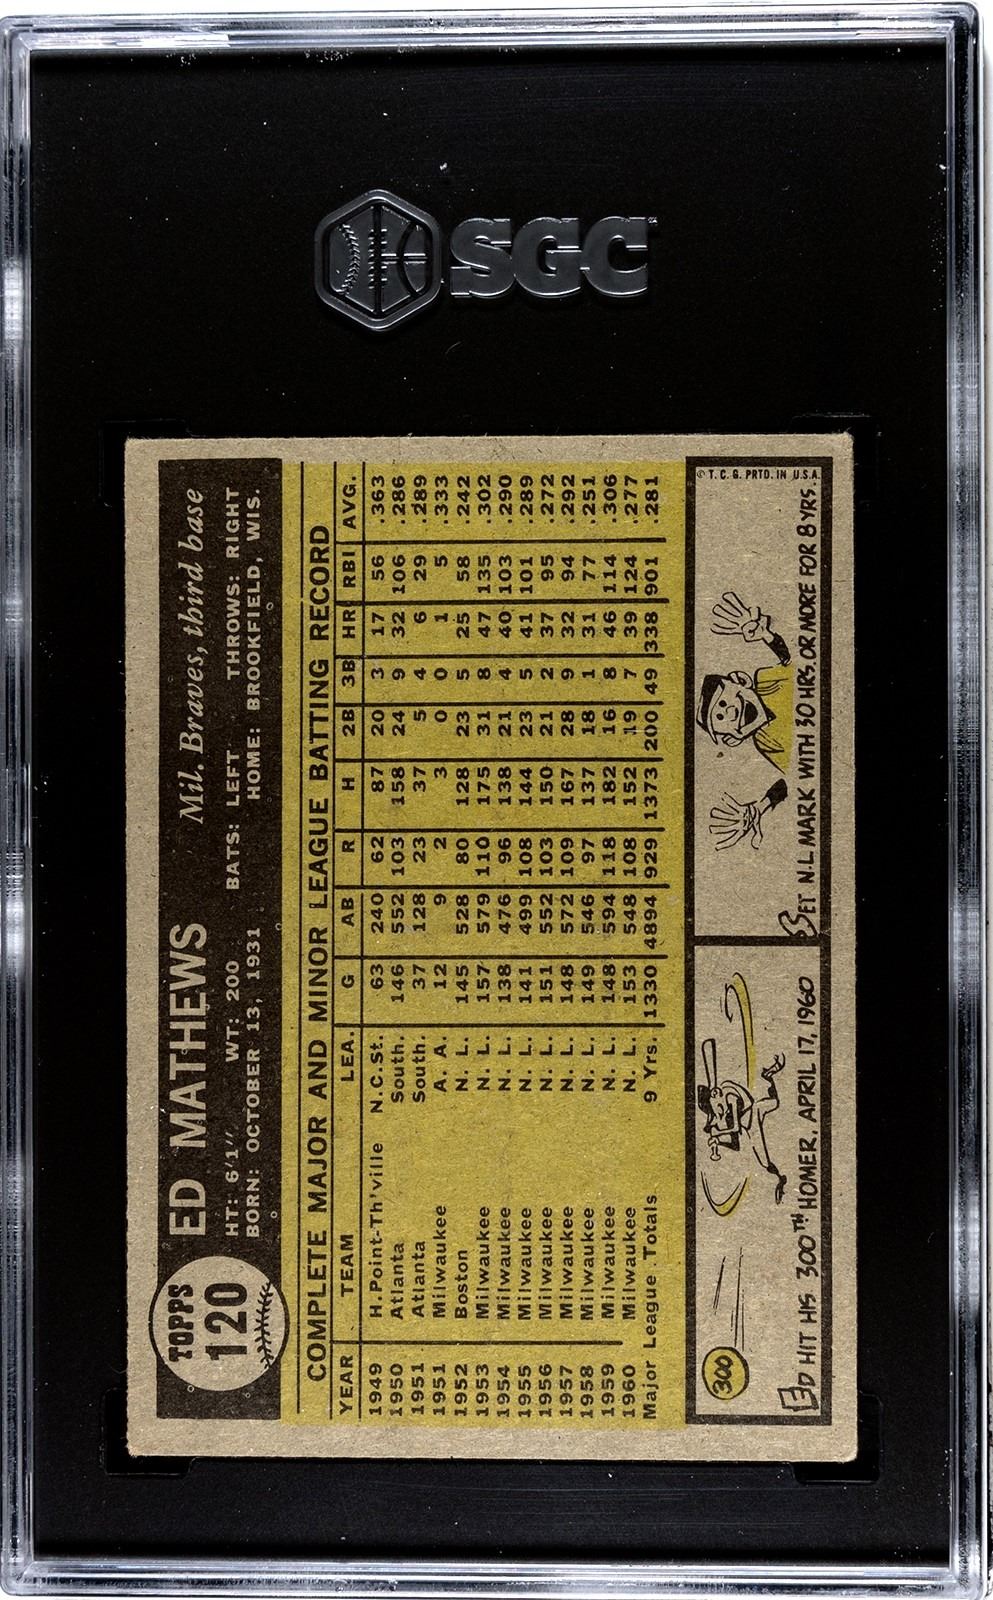 SGC
TOPPS
120
ED MATHEWS Mil. Braves, third base
HT: 6'1" WT: 200 BATS: LEFT THROWS: RIGHT
BORN: OCTOBER 13, 1931 HOME: BROOKFIELD, WIS.
COMPLETE MAJOR AND MINOR LEAGUE BATTING RECORD
YEAR TEAM LEA. G AB R H 2B 3B HR RBI AVG.
1949 H.Point-Th'ville N.C.St. 63 240 62 87 20 3 17 56 .363
1950 Atlanta South. 146 552 103 158 24 9 32 106 .286
1951 Atlanta South. 37 128 23 37 5 4 6 29 .289
1951 Milwaukee A. A. 12 9 2 3 0 0 1 5 .333
1952 Boston N. L. 145 528 80 128 23 5 25 58 .242
1953 Milwaukee N. L. 157 579 110 175 31 8 47 135 .302
1954 Milwaukee N. L. 138 476 96 138 21 4 40 103 .290
1955 Milwaukee N. L. 141 499 108 144 23 5 41 101 .289
1956 Milwaukee N. L. 151 552 103 150 21 2 37 95 .272
1957 Milwaukee N. L. 148 572 109 167 28 9 32 94 .292
1958 Milwaukee N. L. 149 546 97 137 18 1 31 77 .251
1959 Milwaukee N. L. 148 594 118 182 16 8 46 114 .306
1960 Milwaukee N. L. 153 548 108 152 19 7 39 124 .277
Major League Totals 9 Yrs. 1330 4894 929 1373 200 49 338 901 .281
300
ED HIT HIS 300TH HOMER, APRIL 17, 1960
© T. C. G. PRTD. IN U.S.A.
SET N.L MARK WITH 30 HRS. OR MORE FOR 8 YRS.